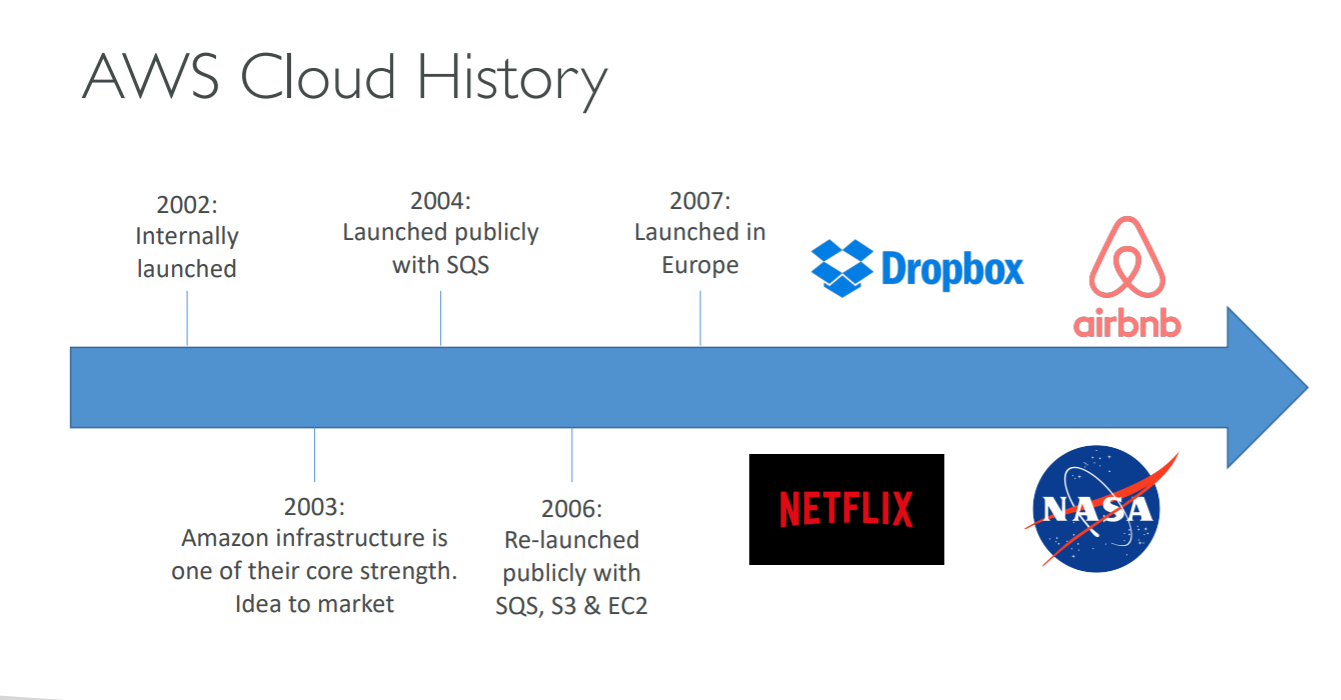 AWS Cloud History
2002:
Internally
launched
2004:
Launched publicly
with SQS
2007:
Launched in
Europe
Dropbox
airbnb
2003:
Amazon infrastructure is
one of their core strength.
Idea to market
2006:
Re-launched
publicly with
SQS, S3 & EC2
NETFLIX
NASA